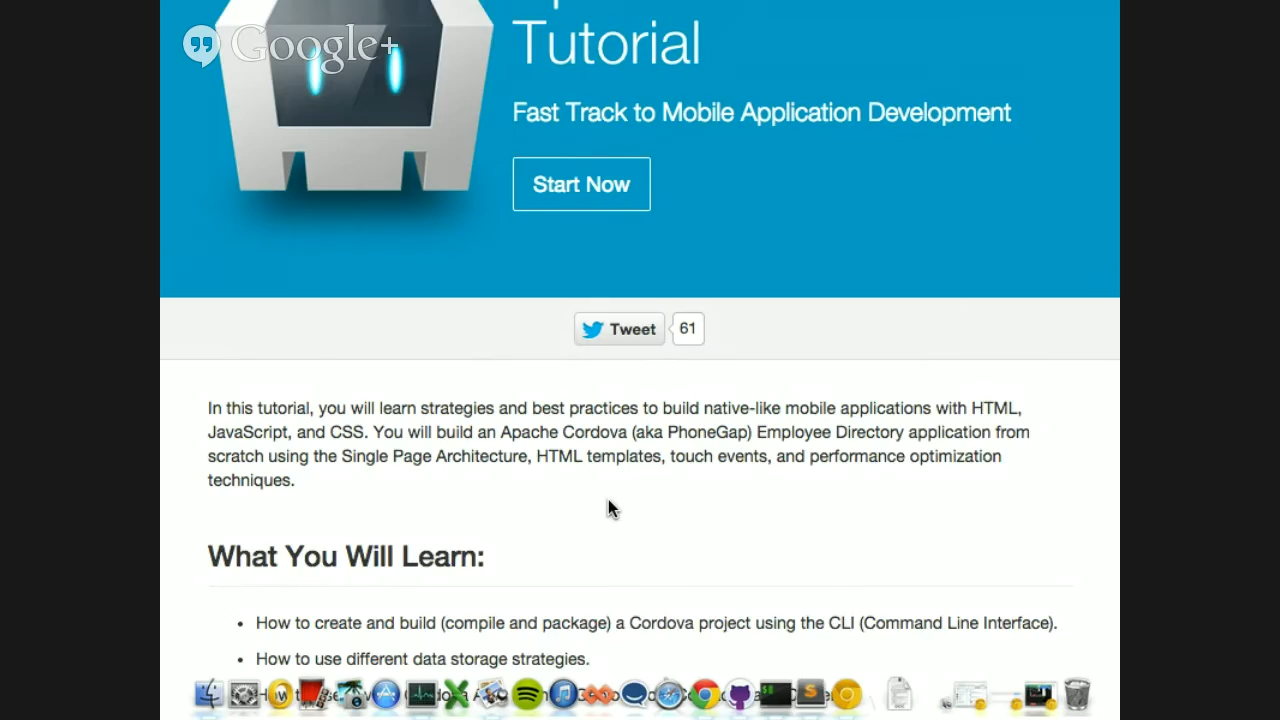 Google+
Tutorial
Fast Track to Mobile Application Development
Start Now
Tweet 61
In this tutorial, you will learn strategies and best practices to build native-like mobile applications with HTML,
JavaScript, and CSS. You will build an Apache Cordova (aka PhoneGap) Employee Directory application from
scratch using the Single Page Architecture, HTML templates, touch events, and performance optimization
techniques.
What You Will Learn:
• How to create and build (compile and package) a Cordova project using the CLI (Command Line Interface).
• How to use different data storage strategies.